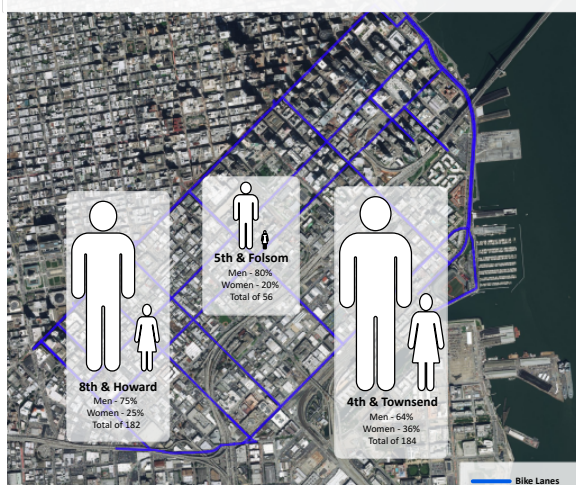 5th & Folsom
Men - 80%
Women - 20%
Total of 56
8th & Howard
Men - 75%
Women - 25%
Total of 182
4th & Townsend
Men - 64%
Women - 36%
Total of 184
Bike Lanes